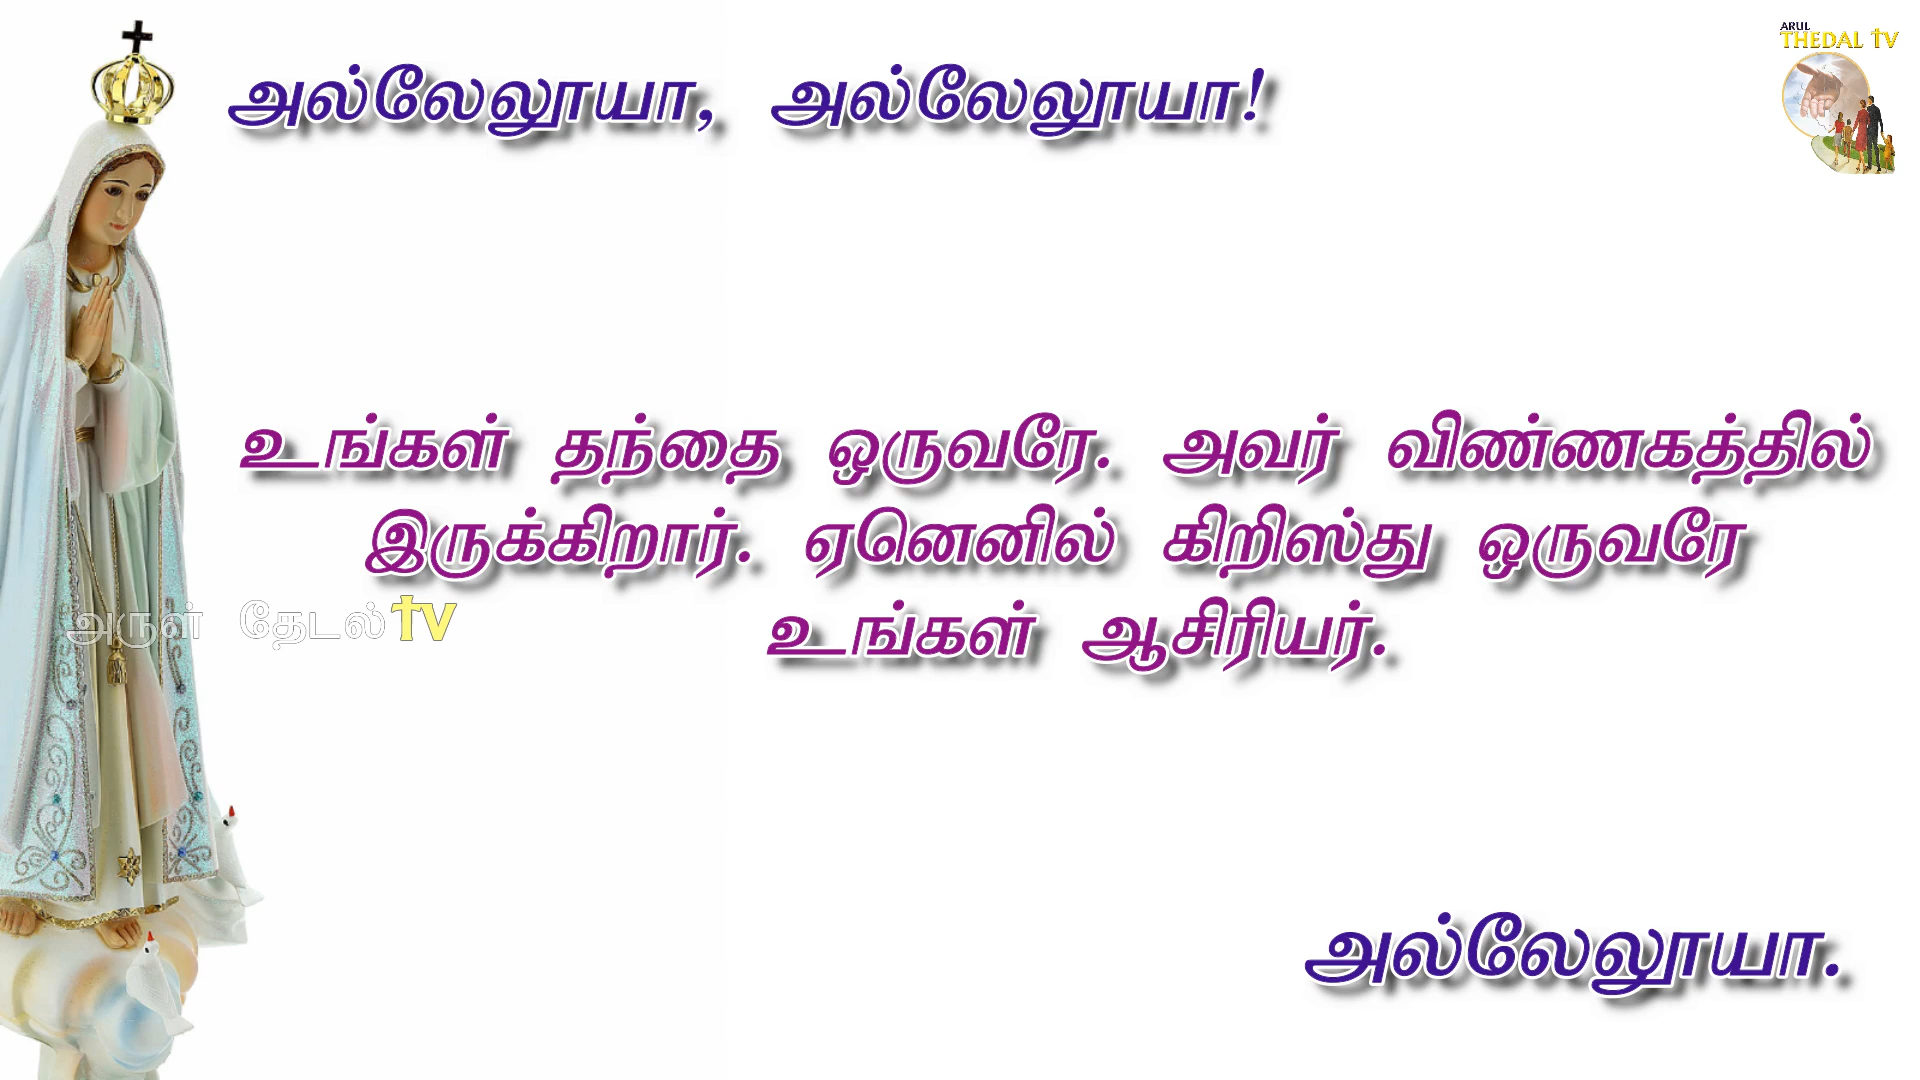 ARUL
THEDAL TV
அல்லேலூயா, அல்லேலூயா!
உங்கள் தந்தை ஒருவரே. அவர் விண்ணகத்தில்
இருக்கிறார். ஏனெனில் கிறிஸ்து ஒருவரே
அருள் தேடல் TV
உங்கள் ஆசிரியர்.
அல்லேலூயா.